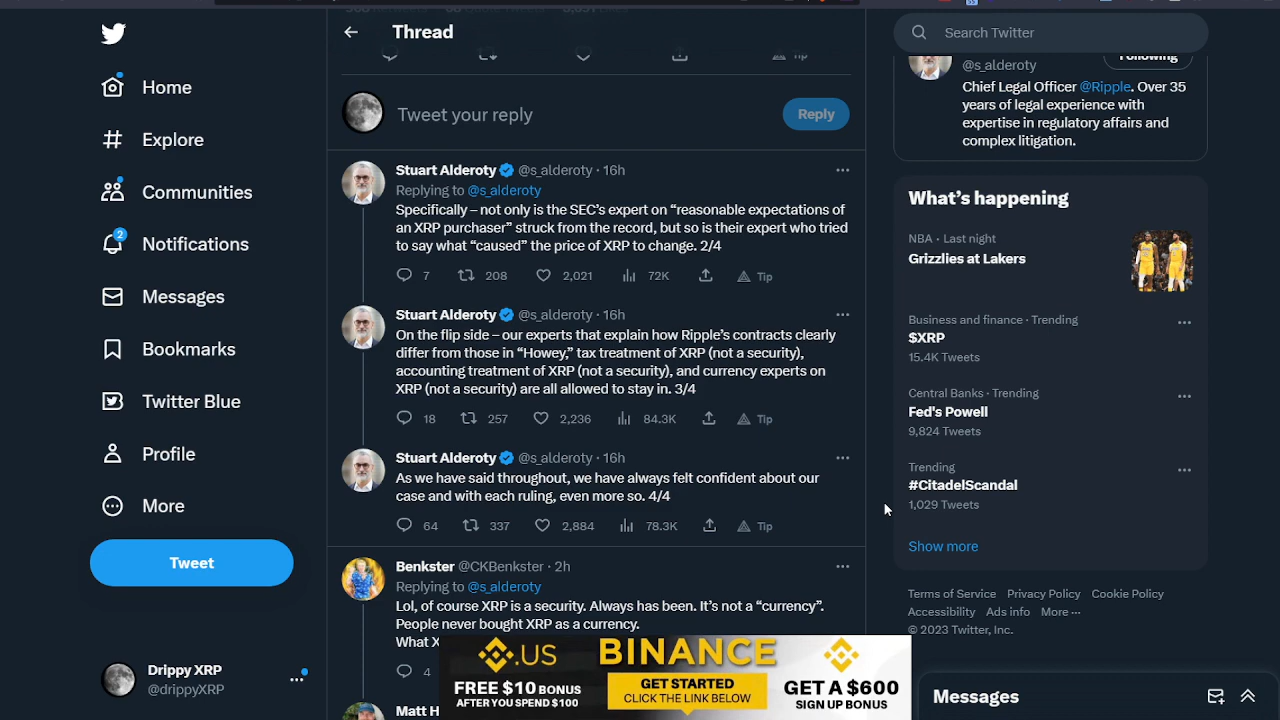 Thread
Search Twitter
Home
Explore
Communities
2
Notifications
Messages
Bookmarks
Twitter Blue
Profile
More
Tweet
Drippy XRP
@drippyXRP
Tip
Tweet your reply
Reply
Stuart Alderoty @s_alderoty · 16h
Replying to @s_alderoty
Specifically – not only is the SEC's expert on “reasonable expectations of
an XRP purchaser” struck from the record, but so is their expert who tried
to say what “caused” the price of XRP to change. 2/4
7 208 2,021 72K Tip
Stuart Alderoty @s_alderoty · 16h
On the flip side – our experts that explain how Ripple's contracts clearly
differ from those in “Howey,” tax treatment of XRP (not a security),
accounting treatment of XRP (not a security), and currency experts on
XRP (not a security) are all allowed to stay in. 3/4
18 257 2,236 84.3K Tip
Stuart Alderoty @s_alderoty · 16h
As we have said throughout, we have always felt confident about our
case and with each ruling, even more so. 4/4
64 337 2,884 78.3K Tip
Benkster @CKBenkster · 2h
Replying to @s_alderoty
Lol, of course XRP is a security. Always has been. It's not a “currency”.
People never bought XRP as a currency.
What X
4
Matt H
.US
FREE $10 BONUS
AFTER YOU SPEND $100
BINANCE
GET STARTED
CLICK THE LINK BELOW
GET A $600
SIGN UP BONUS
@s_alderoty
Following
Chief Legal Officer @Ripple. Over 35
years of legal experience with
expertise in regulatory affairs and
complex litigation.
What's happening
NBA · Last night
Grizzlies at Lakers
Business and finance · Trending
$XRP
15.4K Tweets
Central Banks · Trending
Fed's Powell
9,824 Tweets
Trending
#CitadelScandal
1,029 Tweets
Show more
Terms of Service Privacy Policy Cookie Policy
Accessibility Ads info More ···
© 2023 Twitter, Inc.
Messages